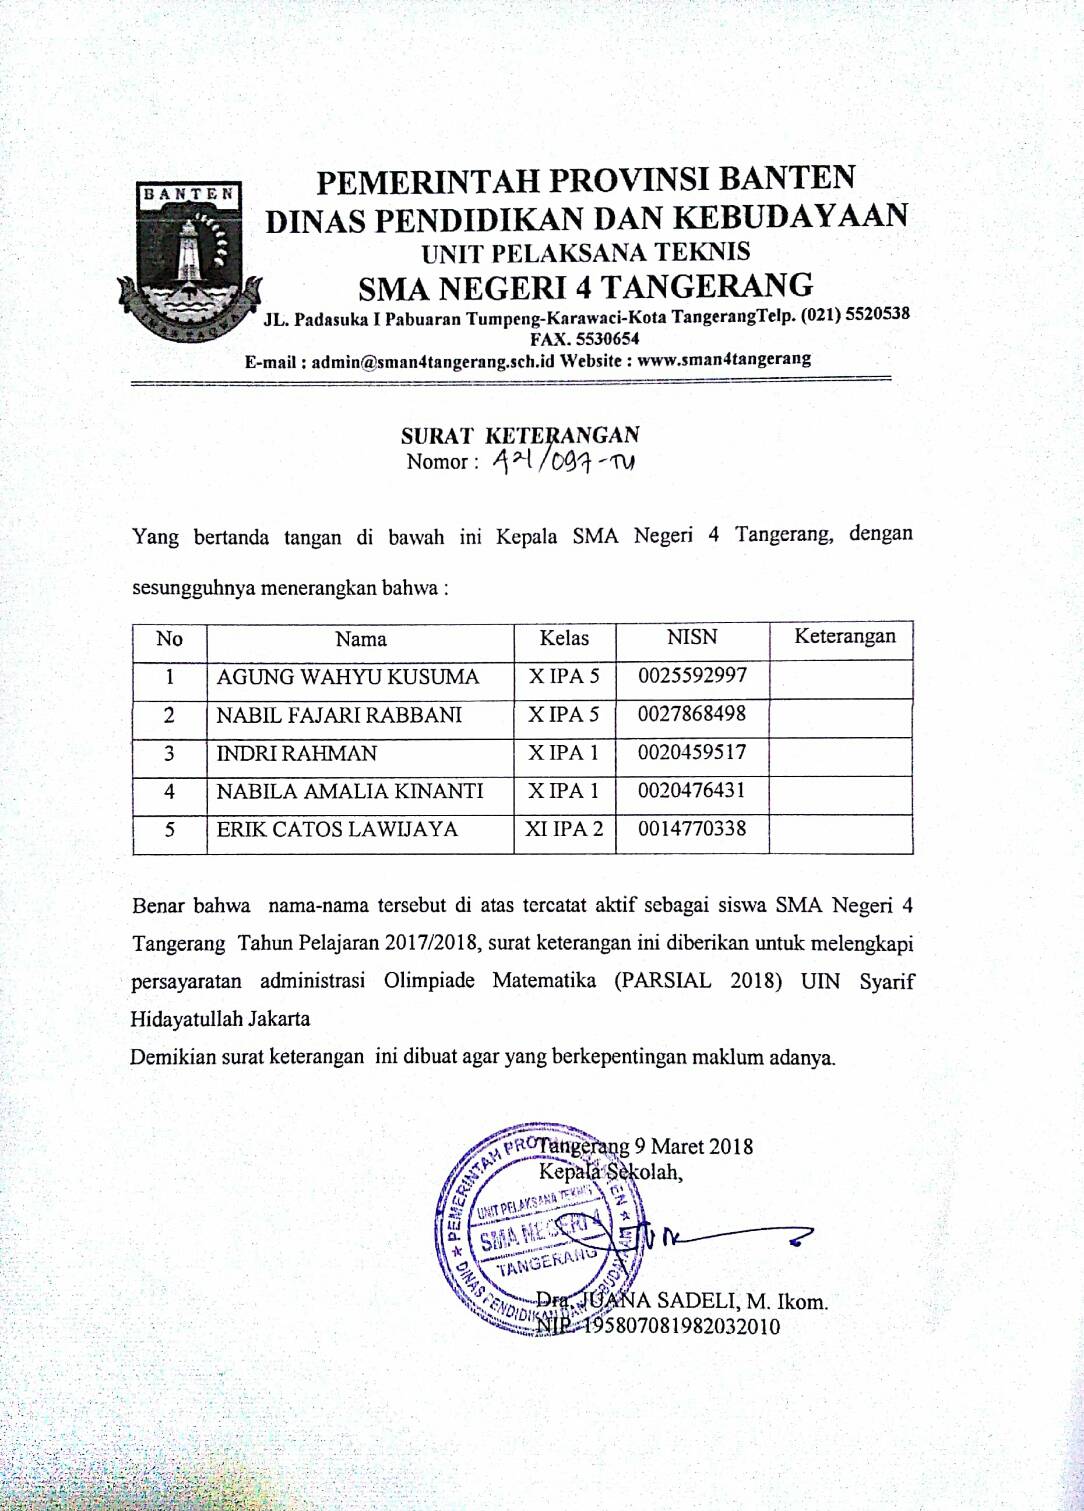 BANTEN
IMAN TAQWA
PEMERINTAH PROVINSI BANTEN
DINAS PENDIDIKAN DAN KEBUDAYAAN
UNIT PELAKSANA TEKNIS
SMA NEGERI 4 TANGERANG
JL. Padasuka I Pabuaran Tumpeng-Karawaci-Kota TangerangTelp. (021) 5520538
FAX. 5530654
E-mail : admin@sman4tangerang.sch.id Website : www.sman4tangerang
SURAT KETERANGAN
Nomor : 421/097-TU
Yang bertanda tangan di bawah ini Kepala SMA Negeri 4 Tangerang, dengan
sesungguhnya menerangkan bahwa :
No Nama Kelas NISN Keterangan
1 AGUNG WAHYU KUSUMA X IPA 5 0025592997
2 NABIL FAJARI RABBANI X IPA 5 0027868498
3 INDRI RAHMAN X IPA 1 0020459517
4 NABILA AMALIA KINANTI X IPA 1 0020476431
5 ERIK CATOS LAWIJAYA XI IPA 2 0014770338
Benar bahwa nama-nama tersebut di atas tercatat aktif sebagai siswa SMA Negeri 4
Tangerang Tahun Pelajaran 2017/2018, surat keterangan ini diberikan untuk melengkapi
persayaratan administrasi Olimpiade Matematika (PARSIAL 2018) UIN Syarif
Hidayatullah Jakarta
Demikian surat keterangan ini dibuat agar yang berkepentingan maklum adanya.
Tangerang 9 Maret 2018
Kepala Sekolah,
PEMERINTAH PROVINSI BANTEN
UNIT PELAKSANA TEKNIS
SMA NEGERI 4
TANGERANG
DINAS PENDIDIKAN DAN KEBUDAYAAN
Dra. JUANA SADELI, M. Ikom.
NIP. 195807081982032010